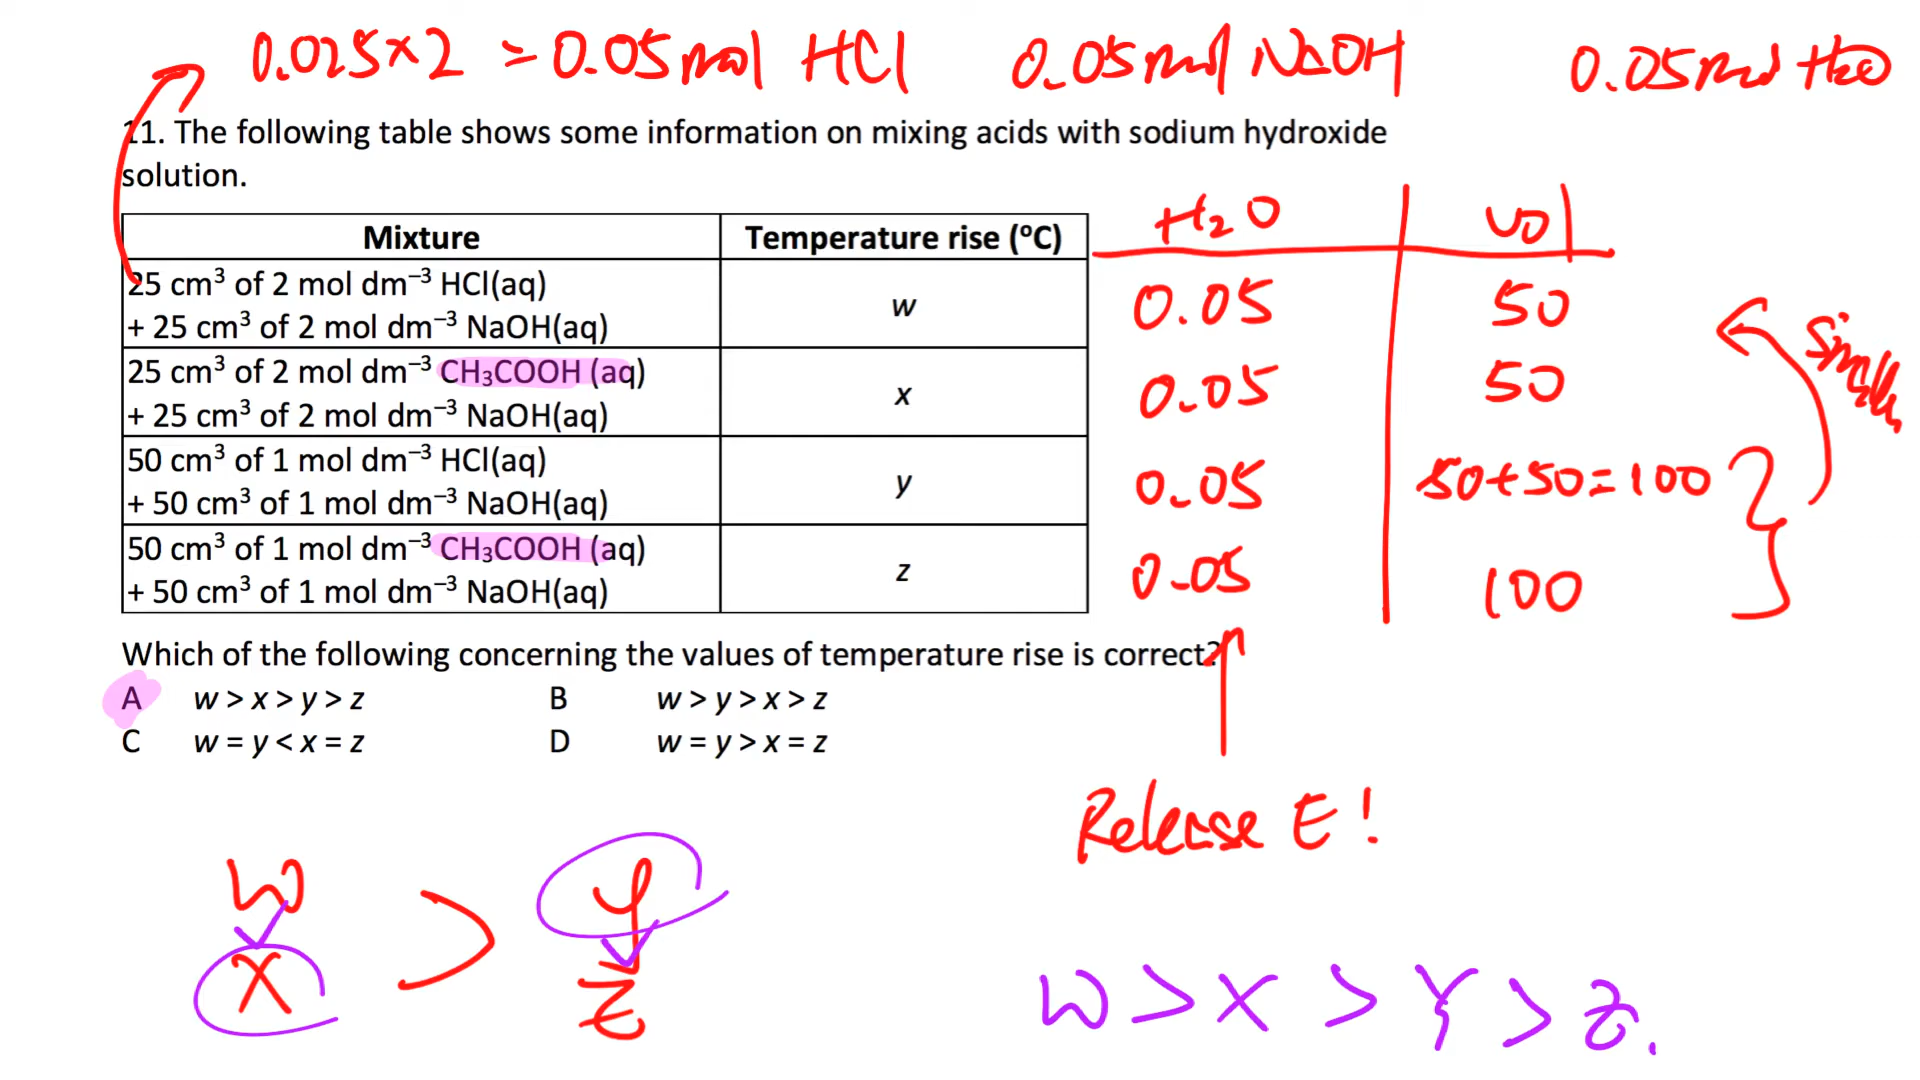 0.025×2 = 0.05 mol HCl 0.05 mol NaOH 0.05 mol H2O
11. The following table shows some information on mixing acids with sodium hydroxide
solution.
H₂O vol
Mixture Temperature rise (°C)
25 cm³ of 2 mol dm⁻³ HCl(aq)
+ 25 cm³ of 2 mol dm⁻³ NaOH(aq)
w 0.05 50
25 cm³ of 2 mol dm⁻³ CH₃COOH (aq)
+ 25 cm³ of 2 mol dm⁻³ NaOH(aq)
x 0.05 50
50 cm³ of 1 mol dm⁻³ HCl(aq)
+ 50 cm³ of 1 mol dm⁻³ NaOH(aq)
y 0.05 50+50=100
50 cm³ of 1 mol dm⁻³ CH₃COOH (aq)
+ 50 cm³ of 1 mol dm⁻³ NaOH(aq)
z 0.05 100
Which of the following concerning the values of temperature rise is correct?
A w > x > y > z B w > y > x > z
C w = y < x = z D w = y > x = z
Release E!
W > Y
X Z
W > X > Y > Z.